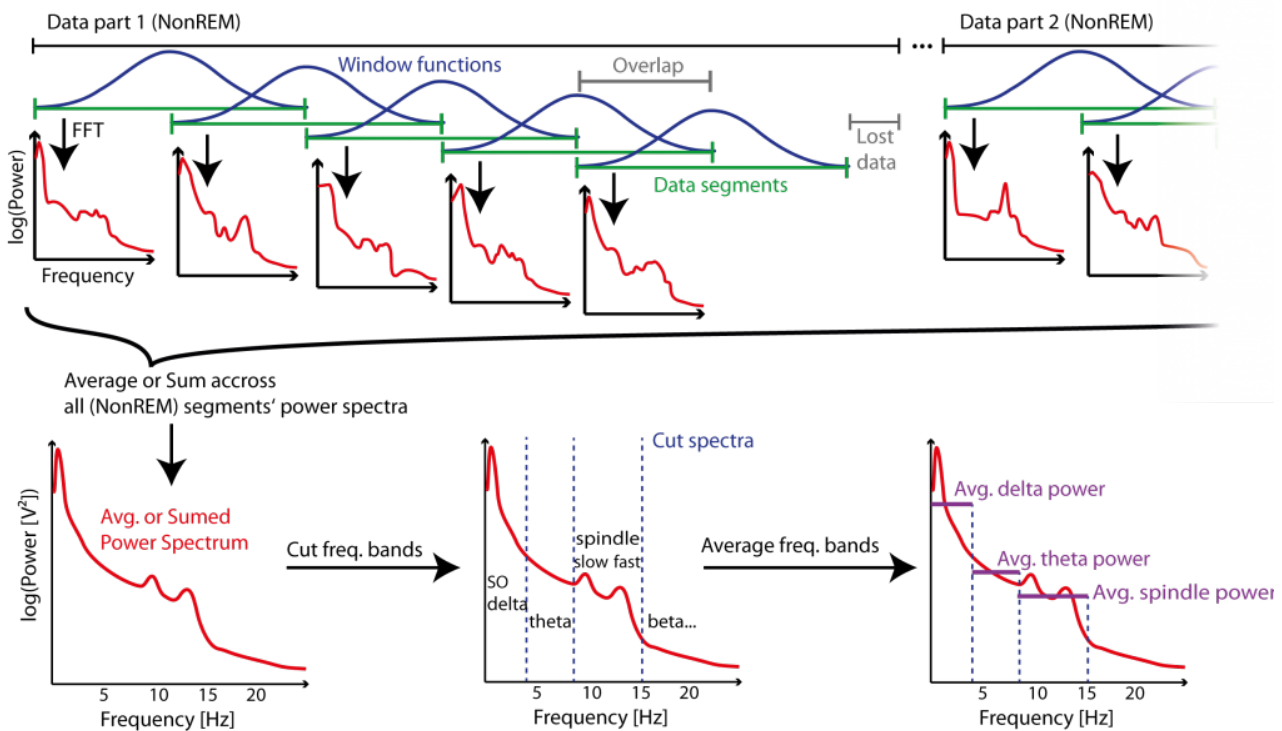 Data part 1 (NonREM)
Data part 2 (NonREM)
...
Window functions
Overlap
FFT
Lost
data
Data segments
log(Power)
Frequency
Average or Sum accross
all (NonREM) segments‘ power spectra
Cut spectra
log(Power [V²])
Avg. or Sumed
Power Spectrum
Cut freq. bands
spindle
slow fast
SO
delta
theta
beta...
Average freq. bands
Avg. delta power
Avg. theta power
Avg. spindle power
5 10 15 20
Frequency [Hz]
5 10 15 20
Frequency [Hz]
5 10 15 20
Frequency [Hz]